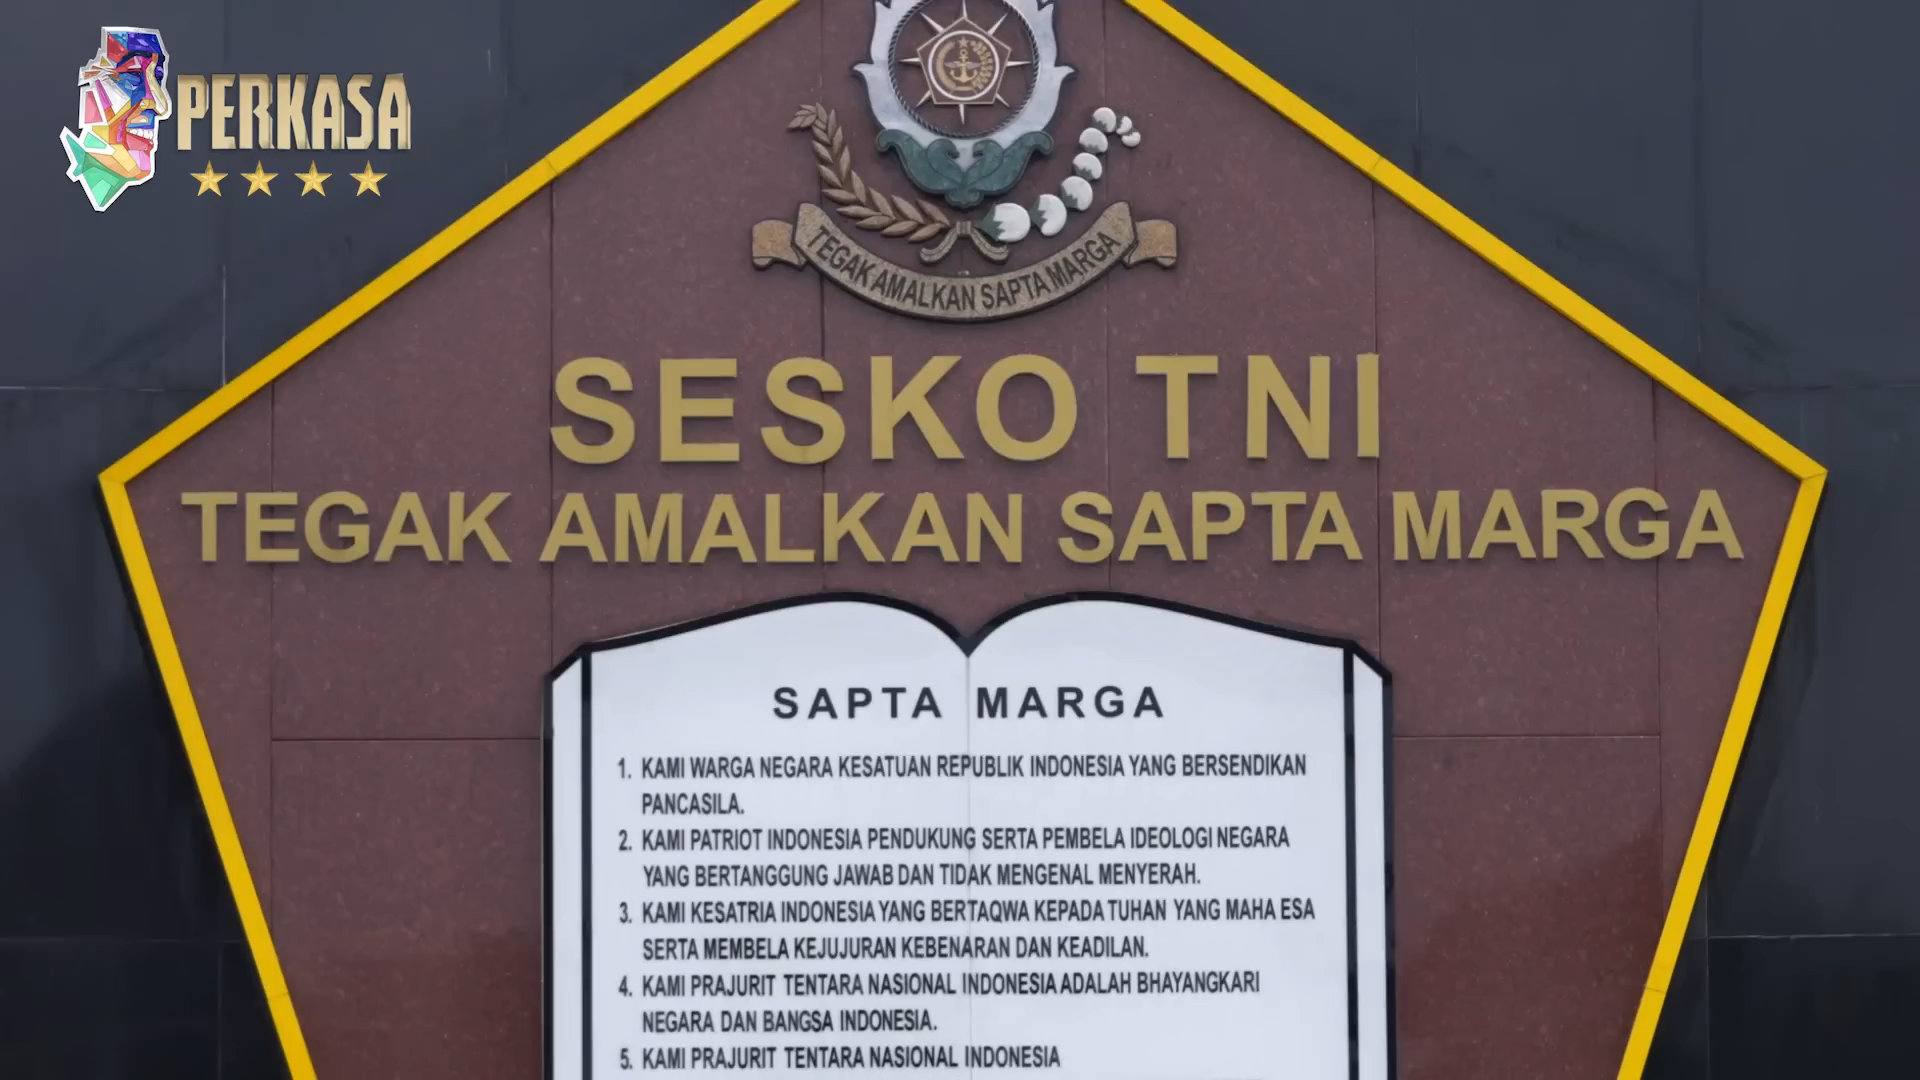 PERKASA
TEGAK AMALKAN SAPTA MARGA
SESKO TNI
TEGAK AMALKAN SAPTA MARGA
SAPTA MARGA
1. KAMI WARGA NEGARA KESATUAN REPUBLIK INDONESIA YANG BERSENDIKAN
PANCASILA.
2. KAMI PATRIOT INDONESIA PENDUKUNG SERTA PEMBELA IDEOLOGI NEGARA
YANG BERTANGGUNG JAWAB DAN TIDAK MENGENAL MENYERAH.
3. KAMI KESATRIA INDONESIA YANG BERTAQWA KEPADA TUHAN YANG MAHA ESA
SERTA MEMBELA KEJUJURAN KEBENARAN DAN KEADILAN.
4. KAMI PRAJURIT TENTARA NASIONAL INDONESIA ADALAH BHAYANGKARI
NEGARA DAN BANGSA INDONESIA.
5. KAMI PRAJURIT TENTARA NASIONAL INDONESIA